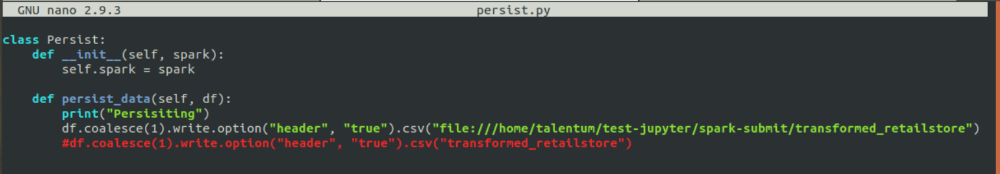 GNU nano 2.9.3 persist.py
class Persist:
    def __init__(self, spark):
        self.spark = spark
    def persist_data(self, df):
        print("Persisiting")
        df.coalesce(1).write.option("header", "true").csv("file:///home/talentum/test-jupyter/spark-submit/transformed_retailstore")
        #df.coalesce(1).write.option("header", "true").csv("transformed_retailstore")